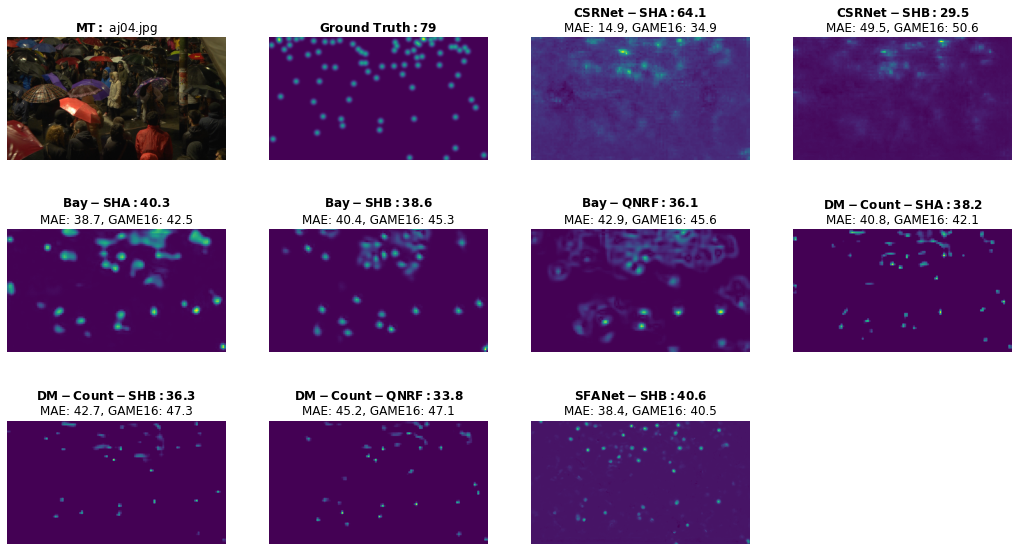 MT: aj04.jpg
Ground Truth: 79
CSRNet − SHA: 64.1
MAE: 14.9, GAME16: 34.9
CSRNet − SHB: 29.5
MAE: 49.5, GAME16: 50.6
Bay − SHA: 40.3
MAE: 38.7, GAME16: 42.5
Bay − SHB: 38.6
MAE: 40.4, GAME16: 45.3
Bay − QNRF: 36.1
MAE: 42.9, GAME16: 45.6
DM − Count − SHA: 38.2
MAE: 40.8, GAME16: 42.1
DM − Count − SHB: 36.3
MAE: 42.7, GAME16: 47.3
DM − Count − QNRF: 33.8
MAE: 45.2, GAME16: 47.1
SFANet − SHB: 40.6
MAE: 38.4, GAME16: 40.5